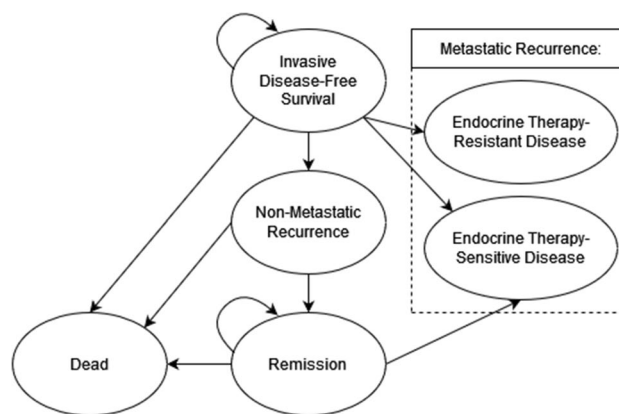 Invasive
Disease-Free
Survival
Metastatic Recurrence:
Endocrine Therapy-
Resistant Disease
Non-Metastatic
Recurrence
Endocrine Therapy-
Sensitive Disease
Dead
Remission